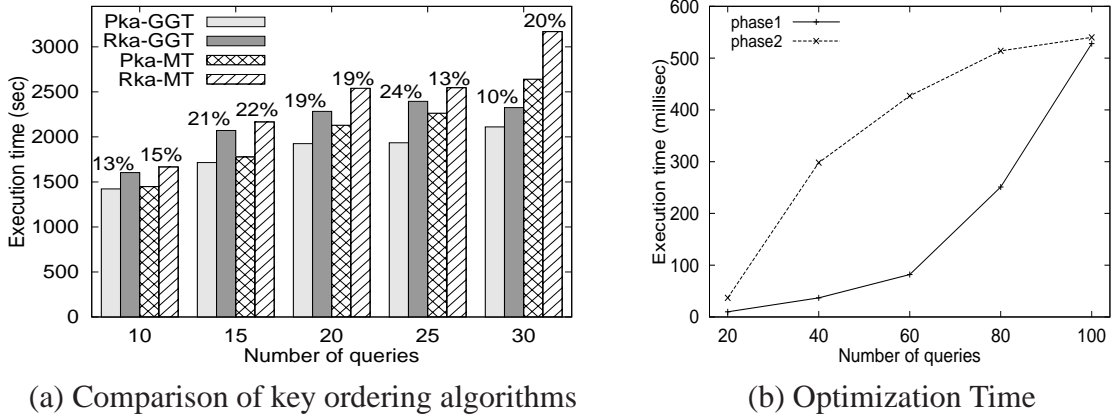 Pka-GGT
Rka-GGT
Pka-MT
Rka-MT
3000
2500
2000
1500
1000
500
0
13%
15%
21%
22%
19%
19%
24%
13%
10%
20%
10
15
20
25
30
Execution time (sec)
Number of queries
(a) Comparison of key ordering algorithms
phase1
phase2
600
500
400
300
200
100
0
20
40
60
80
100
Execution time (millisec)
Number of queries
(b) Optimization Time